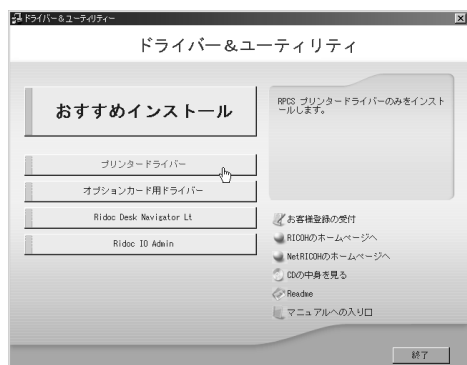 ドライバー＆ユーティリティー
ドライバー＆ユーティリティ
おすすめインストール
RPCS プリンタードライバーのみをインスト
ールします。
プリンタードライバー
オプションカード用ドライバー
Ridoc Desk Navigator Lt
Ridoc IO Admin
お客様登録の受付
RICOHのホームページへ
NetRICOHのホームページへ
CDの中身を見る
Readme
マニュアルへの入り口
終了